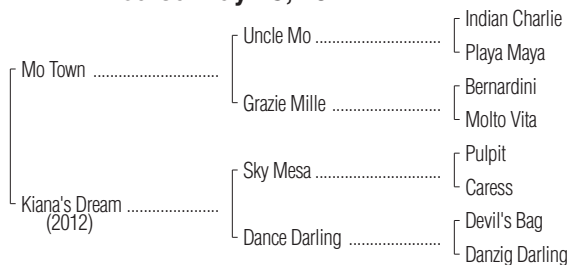 Indian Charlie
Uncle Mo
Playa Maya
Mo Town
Bernardini
Grazie Mille
Molto Vita
Pulpit
Sky Mesa
Caress
Kiana's Dream
(2012)
Devil's Bag
Dance Darling
Danzig Darling